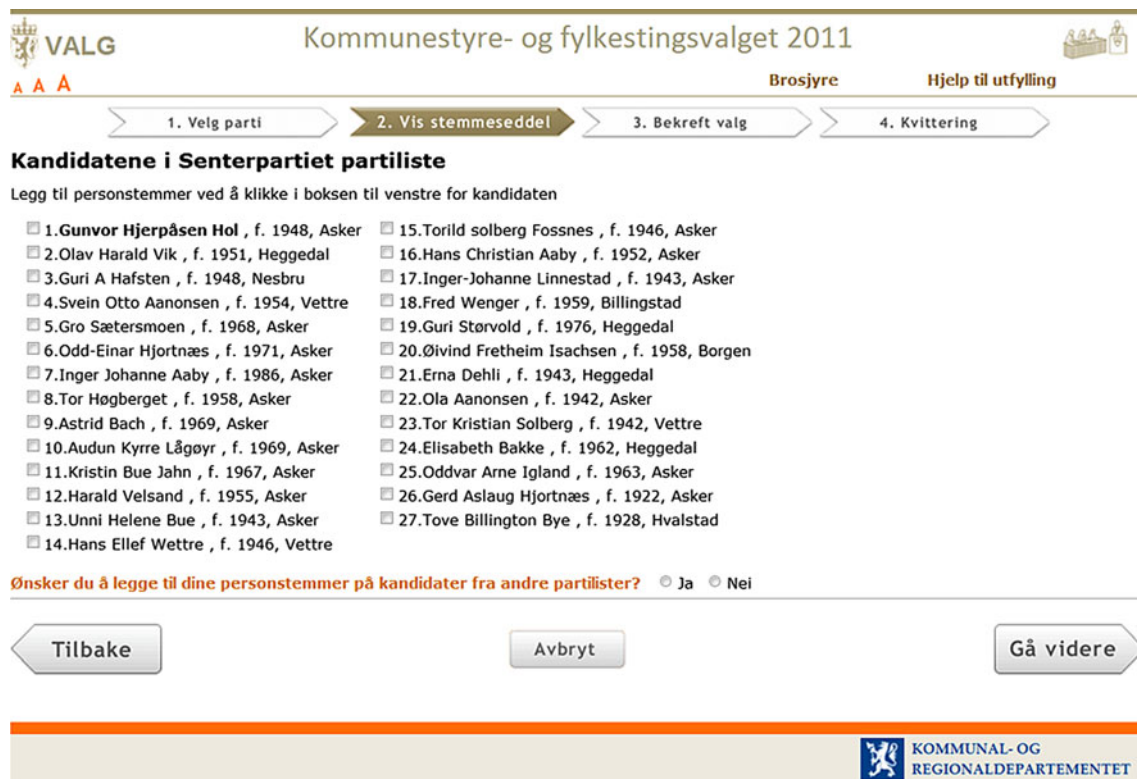 VALG
Kommunestyre- og fylkestingsvalget 2011
A A A
Brosjyre
Hjelp til utfylling
1. Velg parti
2. Vis stemmeseddel
3. Bekreft valg
4. Kvittering
Kandidatene i Senterpartiet partiliste
Legg til personstemmer ved å klikke i boksen til venstre for kandidaten
1.Gunvor Hjerpåsen Hol , f. 1948, Asker
2.Olav Harald Vik , f. 1951, Heggedal
3.Guri A Hafsten , f. 1948, Nesbru
4.Svein Otto Aanonsen , f. 1954, Vettre
5.Gro Sætersmoen , f. 1968, Asker
6.Odd-Einar Hjortnæs , f. 1971, Asker
7.Inger Johanne Aaby , f. 1986, Asker
8.Tor Høgberget , f. 1958, Asker
9.Astrid Bach , f. 1969, Asker
10.Audun Kyrre Lågøyr , f. 1969, Asker
11.Kristin Bue Jahn , f. 1967, Asker
12.Harald Velsand , f. 1955, Asker
13.Unni Helene Bue , f. 1943, Asker
14.Hans Ellef Wettre , f. 1946, Vettre
15.Torild solberg Fossnes , f. 1946, Asker
16.Hans Christian Aaby , f. 1952, Asker
17.Inger-Johanne Linnestad , f. 1943, Asker
18.Fred Wenger , f. 1959, Billingstad
19.Guri Størvold , f. 1976, Heggedal
20.Øivind Fretheim Isachsen , f. 1958, Borgen
21.Erna Dehli , f. 1943, Heggedal
22.Ola Aanonsen , f. 1942, Asker
23.Tor Kristian Solberg , f. 1942, Vettre
24.Elisabeth Bakke , f. 1962, Heggedal
25.Oddvar Arne Igland , f. 1963, Asker
26.Gerd Aslaug Hjortnæs , f. 1922, Asker
27.Tove Billington Bye , f. 1928, Hvalstad
Ønsker du å legge til dine personstemmer på kandidater fra andre partilister? Ja Nei
Tilbake
Avbryt
Gå videre
KOMMUNAL- OG
REGIONALDEPARTEMENTET